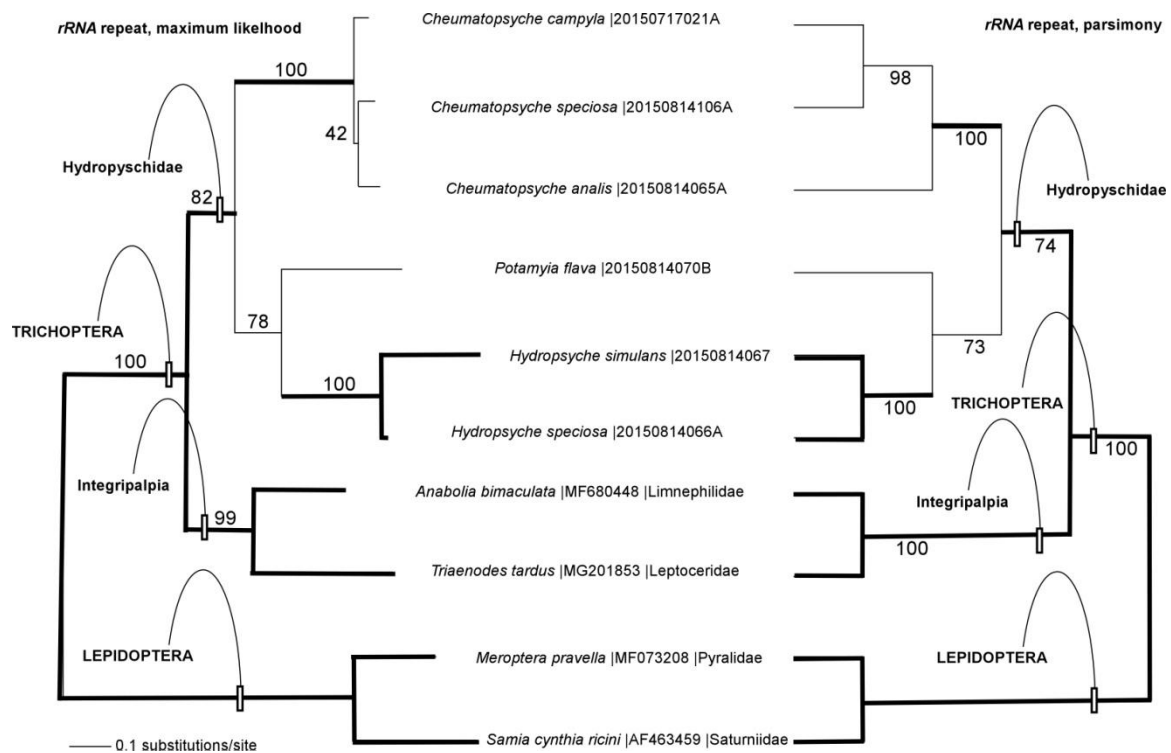 Cheumatopsyche campyla |20150717021A
rRNA repeat, maximum likelhood
rRNA repeat, parsimony
100
98
Cheumatopsyche speciosa |20150814106A
42
100
Hydropyschidae
Cheumatopsyche analis |20150814065A
Hydropyschidae
82
74
Potamyia flava |20150814070B
TRICHOPTERA
78
73
100
Hydropsyche simulans |20150814067
100
100
TRICHOPTERA
Hydropsyche speciosa |20150814066A
100
Integripalpia
Anabolia bimaculata |MF680448 |Limnephilidae
Integripalpia
99
100
Triaenodes tardus |MG201853 |Leptoceridae
LEPIDOPTERA
Meroptera pravella |MF073208 |Pyralidae
LEPIDOPTERA
0.1 substitutions/site
Samia cynthia ricini |AF463459 |Saturniidae